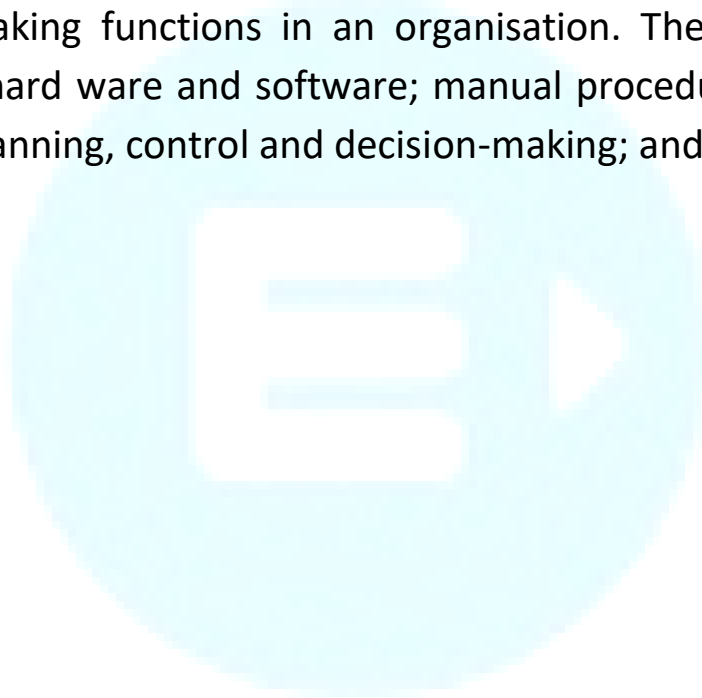 aking functions in an organisation. The
hard ware and software; manual procedu
anning, control and decision-making; and